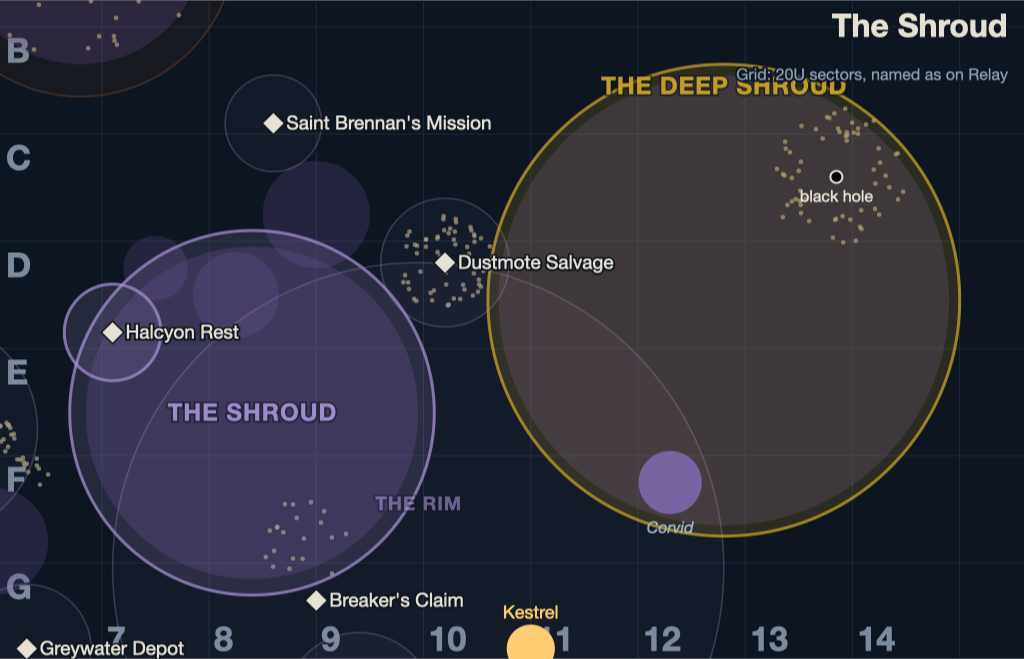 The Shroud
Grid: 20U sectors, named as on Relay
THE DEEP SHROUD
B
Saint Brennan's Mission
C
black hole
D
Dustmote Salvage
Halcyon Rest
E
THE SHROUD
F
THE RIM
Corvid
G
Breaker's Claim
Kestrel
7 8 9 10 11 12 13 14
Greywater Depot